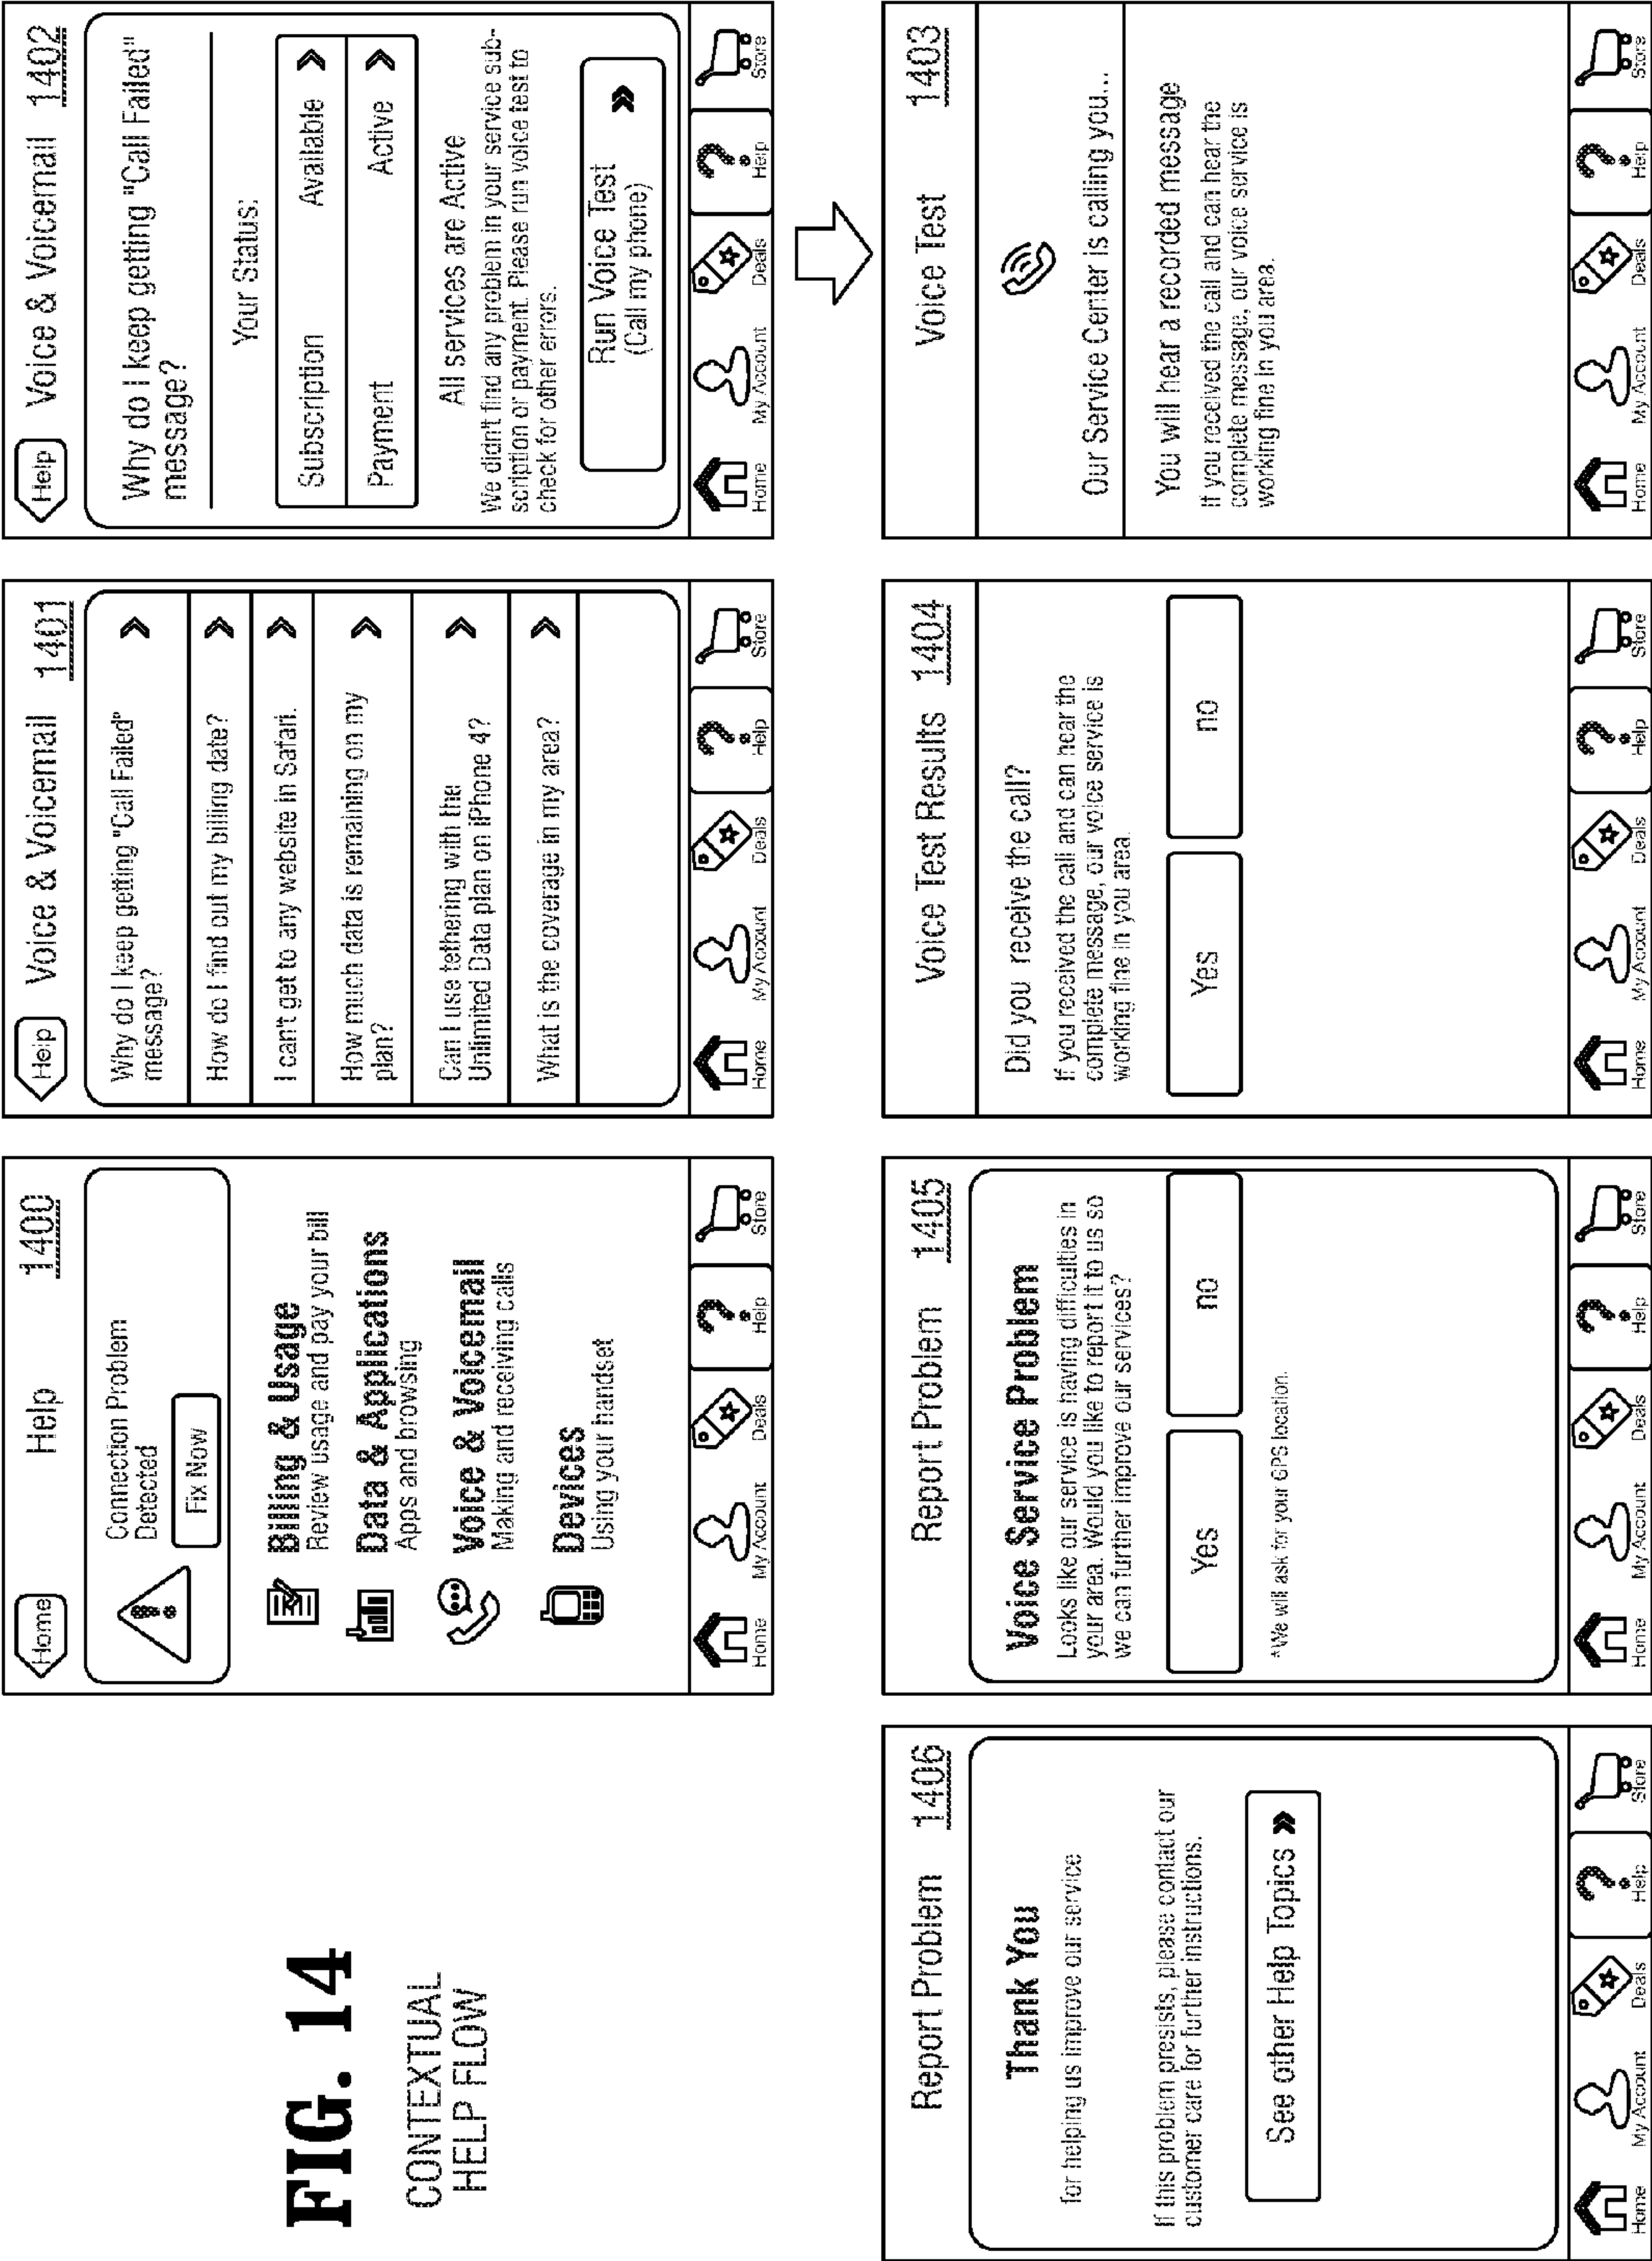 FIG. 14
CONTEXTUAL
HELP FLOW
Home
Help
1400
Connection Problem
Detected
Fix Now
Billing & Usage
Review usage and pay your bill
Data & Applications
Apps and browsing
Voice & Voicemail
Making and receiving calls
Devices
Using your handset
Home My Account Deals Help Store
Help
Voice & Voicemail
1401
Why do I keep getting "Call Failed"
message?
How do I find out my billing date?
I can't get to any website in Safari.
How much data is remaining on my
plan?
Can I use tethering with the
Unlimited Data plan on iPhone 4?
What is the coverage in my area?
Home My Account Deals Help Store
Help
Voice & Voicemail
1402
Why do I keep getting "Call Failed"
message?
Your Status:
Subscription Available
Payment Active
All services are Active
We didn't find any problem in your service sub-
scription or payment. Please run voice test to
check for other errors.
Run Voice Test
(Call my phone)
Home My Account Deals Help Store
Voice Test
1403
Our Service Center is calling you...
You will hear a recorded message
If you received the call and can hear the
complete message, our voice service is
working fine in you area.
Home My Account Deals Help Store
Voice Test Results
1404
Did you receive the call?
If you received the call and can hear the
complete message, our voice service is
working fine in you area.
Yes
no
Home My Account Deals Help Store
Report Problem
1405
Voice Service Problem
Looks like our service is having difficulties in
your area. Would you like to report it to us so
we can further improve our services?
Yes
no
*We will ask for your GPS location.
Home My Account Deals Help Store
Report Problem
1406
Thank You
for helping us improve our service
If this problem presists, please contact our
customer care for further instructions.
See other Help Topics
Home My Account Deals Help Store